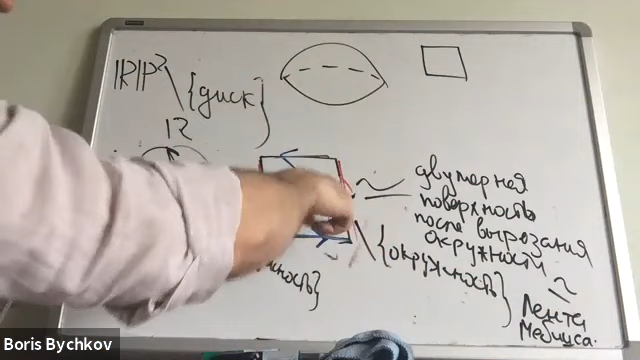 ℝP² \ {диск}
\ {окружность}
двумерная
поверхность
после вырезания
окружности ≃
Лента
Мебиуса.
Boris Bychkov